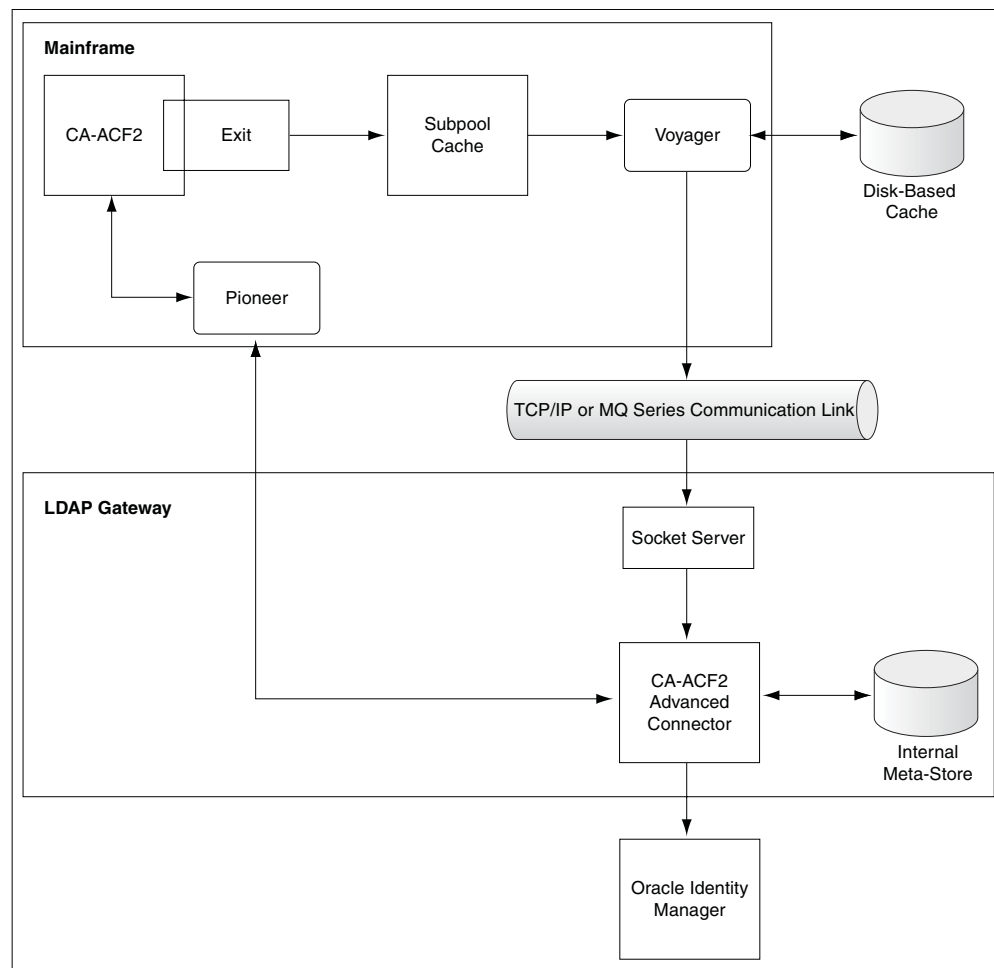 Mainframe
CA-ACF2
Exit
Subpool
Cache
Voyager
Disk-Based
Cache
Pioneer
TCP/IP or MQ Series Communication Link
LDAP Gateway
Socket Server
CA-ACF2
Advanced
Connector
Internal
Meta-Store
Oracle Identity
Manager